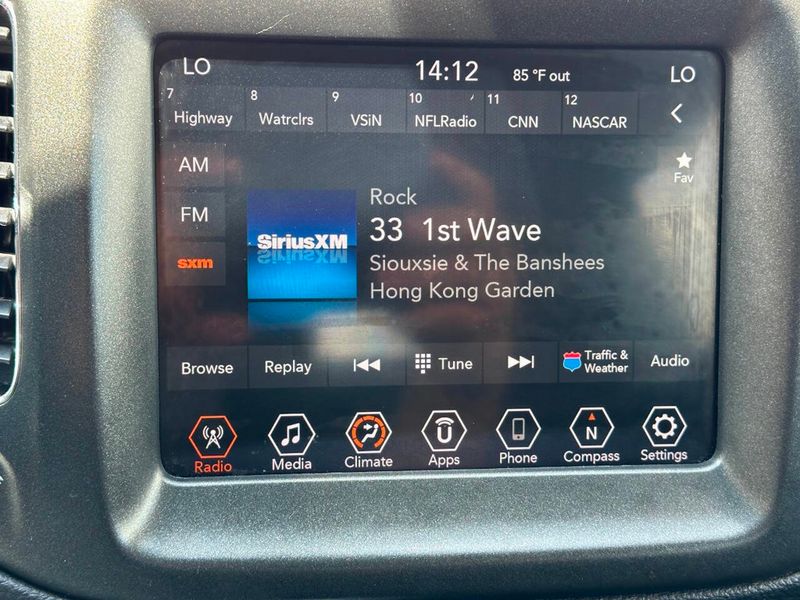 LO 14:12 85 °F out LO
7 Highway 8 Watrclrs 9 VSiN 10 NFLRadio 11 CNN 12 NASCAR
AM
FM
sxm
Fav
SiriusXM
Rock
33 1st Wave
Siouxsie & The Banshees
Hong Kong Garden
Browse Replay Tune Traffic & Weather Audio
N
Radio Media Climate Apps Phone Compass Settings